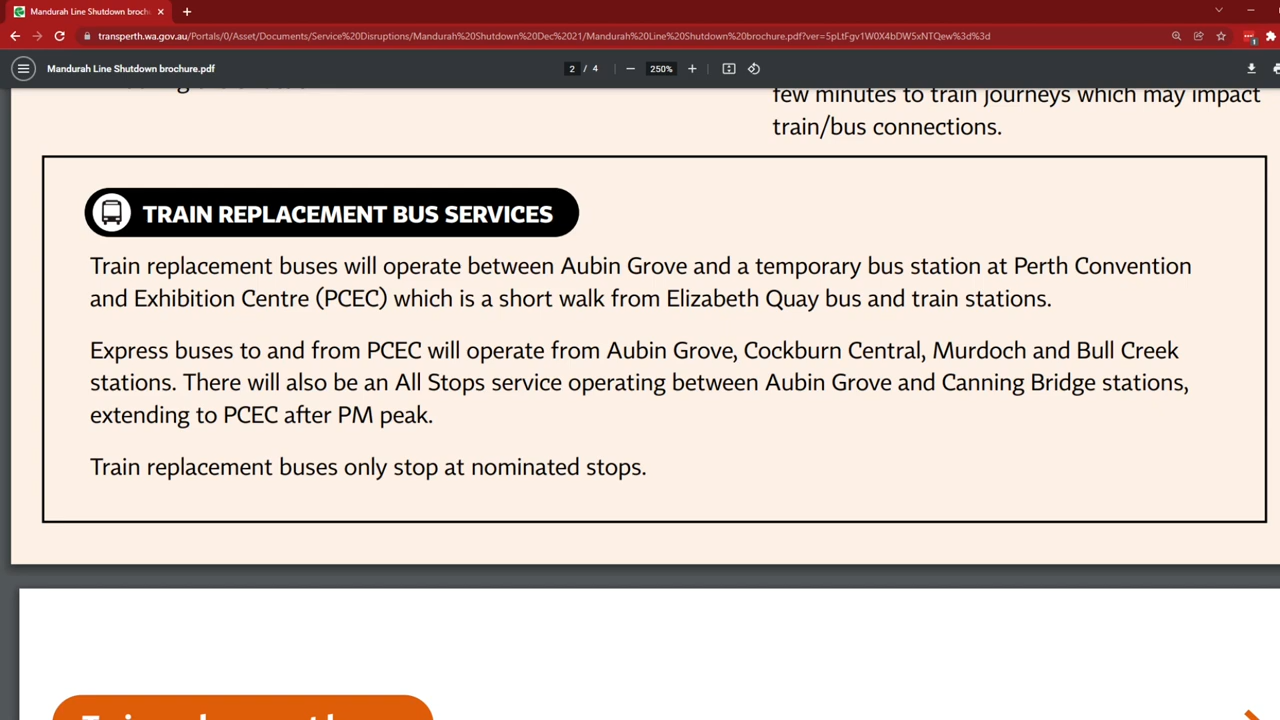 Mandurah Line Shutdown broch
transperth.wa.gov.au/Portals/0/Asset/Documents/Service%20Disruptions/Mandurah%20Shutdown%20Dec%2021/Mandurah%20Line%20Shutdown%20brochure.pdf?ver=5pLtFgv1W0X4bDW5xNTQew%3d%3d
Mandurah Line Shutdown brochure.pdf
2 / 4
250%
few minutes to train journeys which may impact
train/bus connections.
TRAIN REPLACEMENT BUS SERVICES
Train replacement buses will operate between Aubin Grove and a temporary bus station at Perth Convention
and Exhibition Centre (PCEC) which is a short walk from Elizabeth Quay bus and train stations.
Express buses to and from PCEC will operate from Aubin Grove, Cockburn Central, Murdoch and Bull Creek
stations. There will also be an All Stops service operating between Aubin Grove and Canning Bridge stations,
extending to PCEC after PM peak.
Train replacement buses only stop at nominated stops.